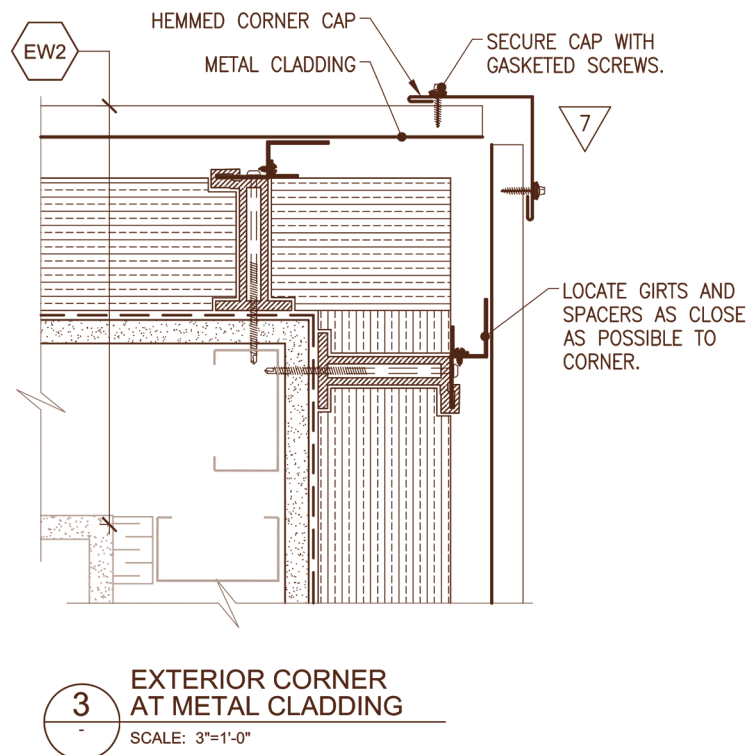 HEMMED CORNER CAP
EW2
METAL CLADDING
SECURE CAP WITH
GASKETED SCREWS.
7
LOCATE GIRTS AND
SPACERS AS CLOSE
AS POSSIBLE TO
CORNER.
3
-
EXTERIOR CORNER
AT METAL CLADDING
SCALE: 3"=1'-0"